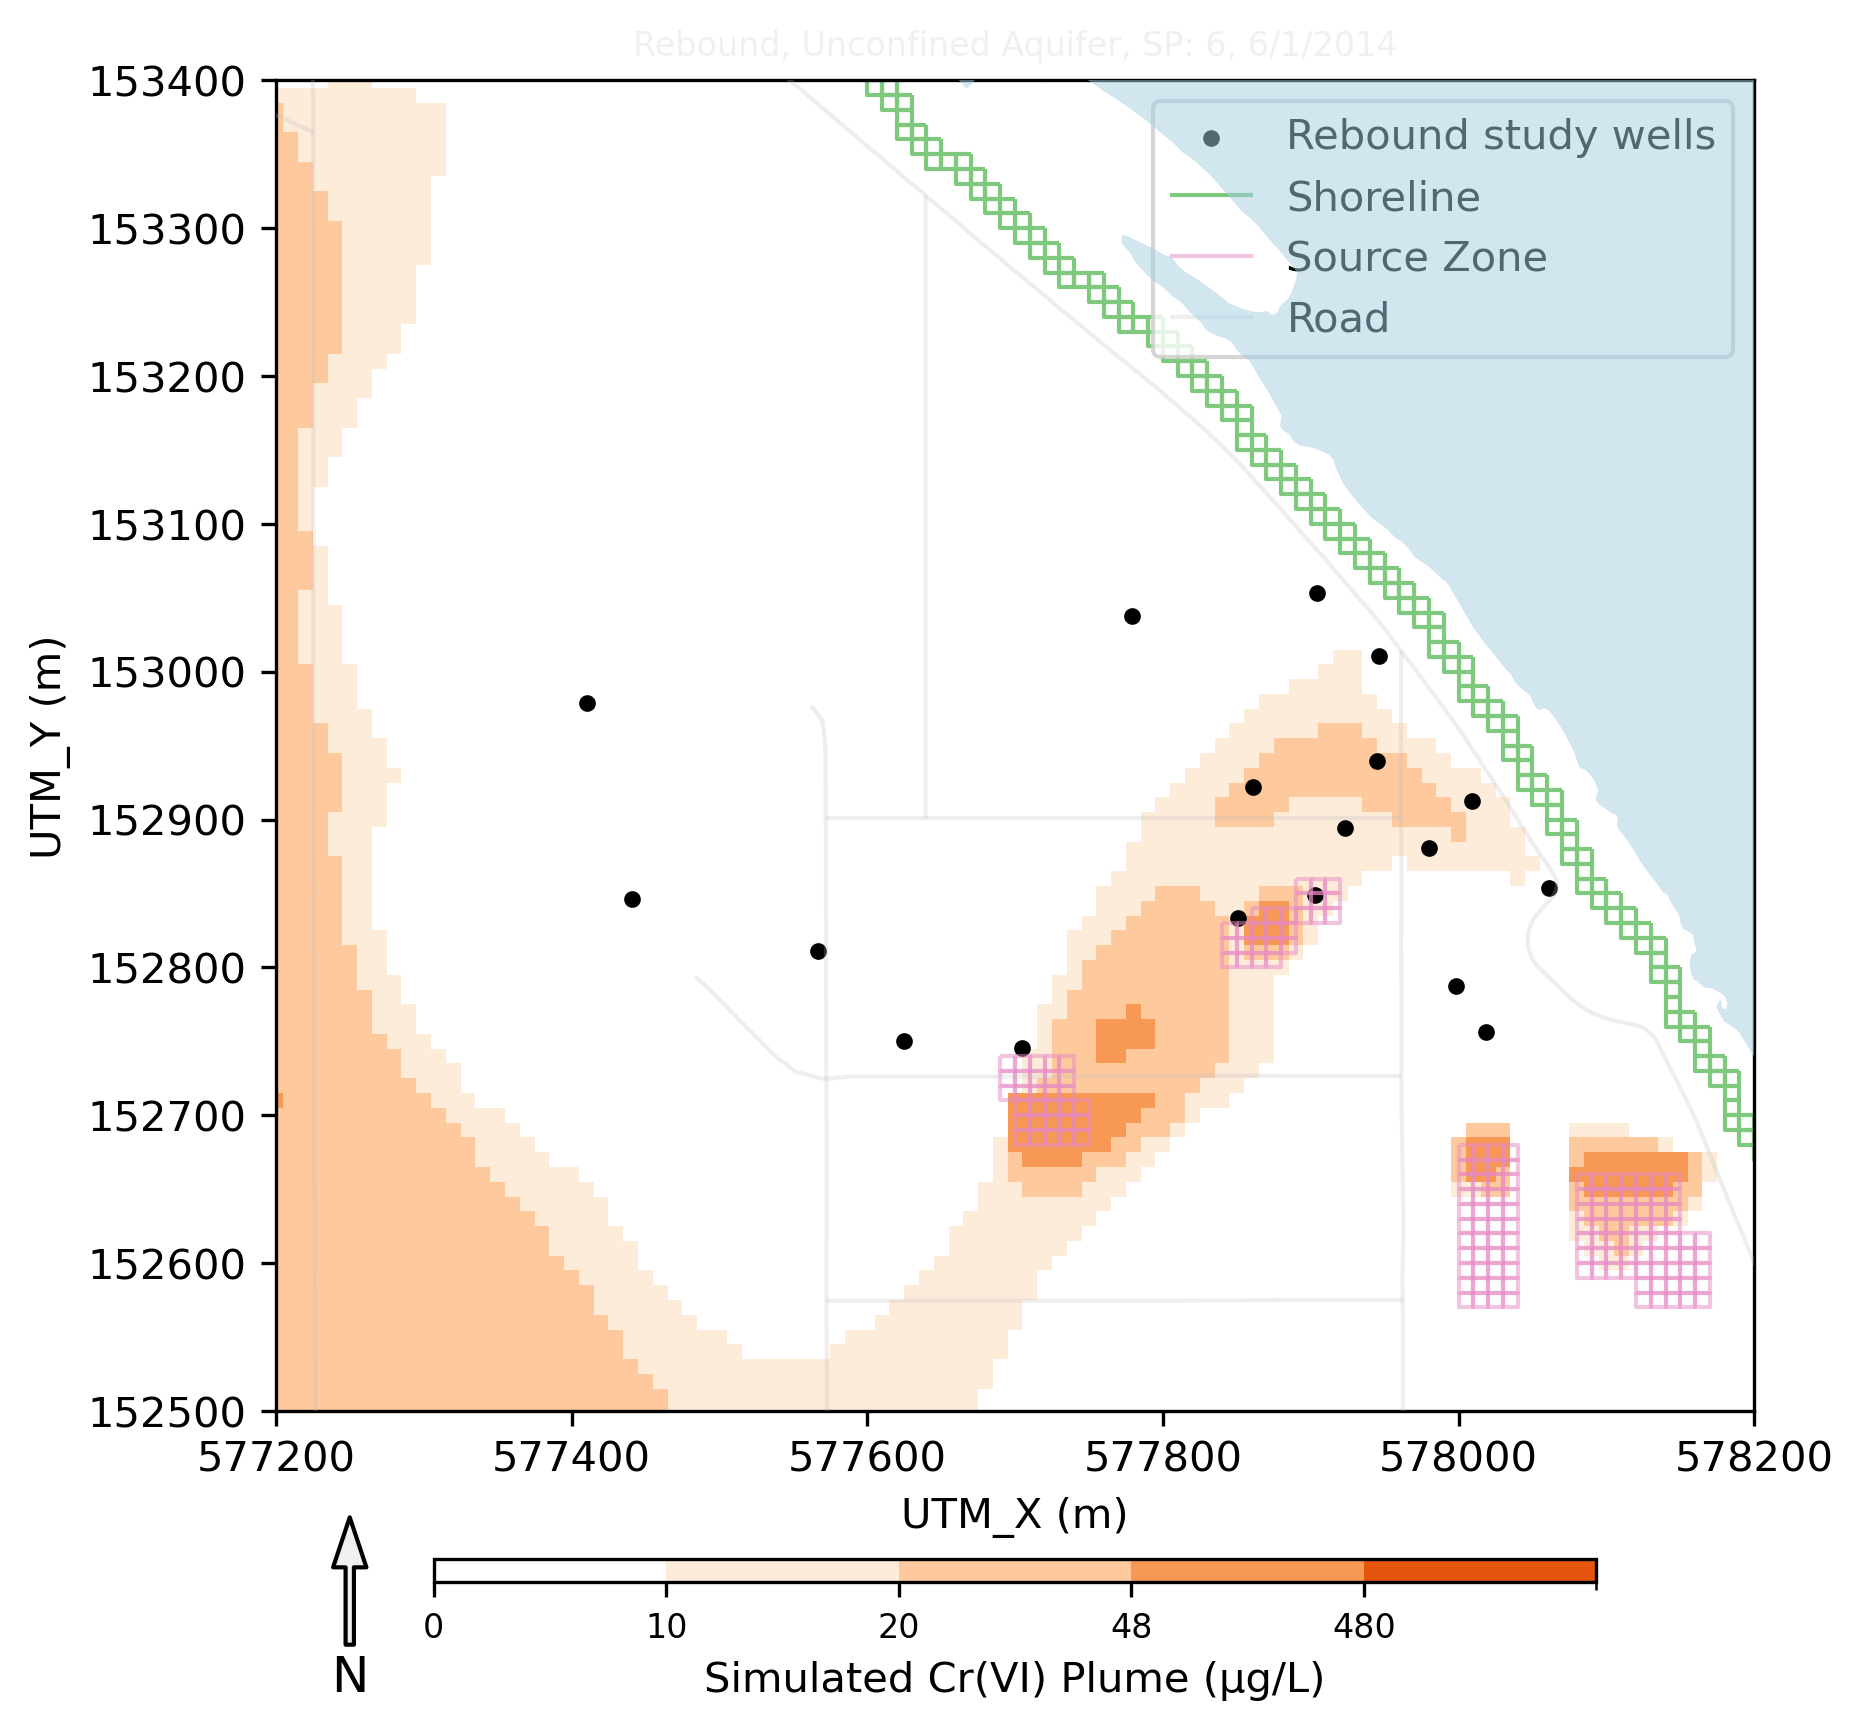 Rebound, Unconfined Aquifer, SP: 6, 6/1/2014
153400
153300
153200
153100
153000
152900
152800
152700
152600
152500
UTM_Y (m)
Rebound study wells
Shoreline
Source Zone
Road
577200 577400 577600 577800 578000 578200
UTM_X (m)
0 10 20 48 480
Simulated Cr(VI) Plume (μg/L)
N